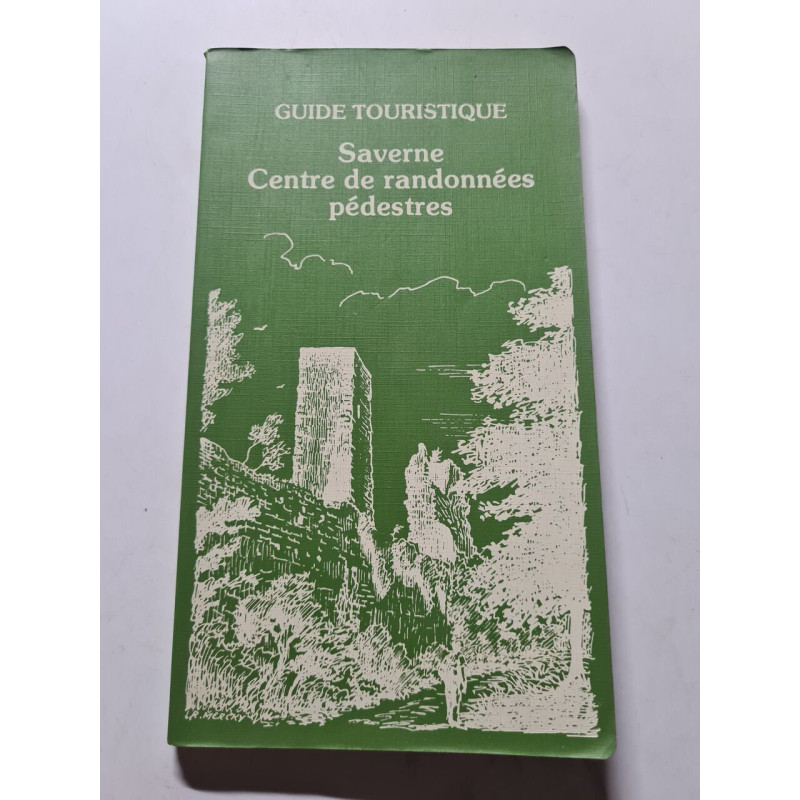 GUIDE TOURISTIQUE
Saverne
Centre de randonnées
pédestres